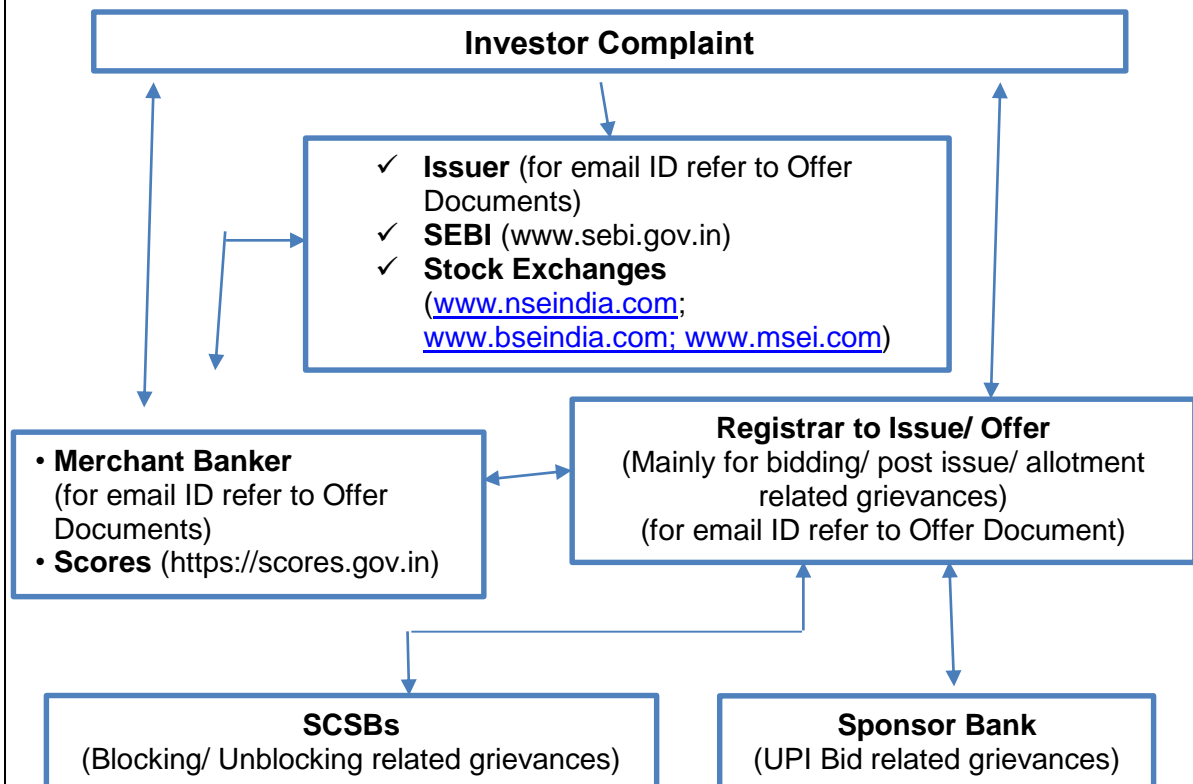 Investor Complaint
✓ Issuer (for email ID refer to Offer
Documents)
✓ SEBI (www.sebi.gov.in)
✓ Stock Exchanges
(www.nseindia.com;
www.bseindia.com; www.msei.com)
• Merchant Banker
(for email ID refer to Offer
Documents)
• Scores (https://scores.gov.in)
Registrar to Issue/ Offer
(Mainly for bidding/ post issue/ allotment
related grievances)
(for email ID refer to Offer Document)
SCSBs
(Blocking/ Unblocking related grievances)
Sponsor Bank
(UPI Bid related grievances)